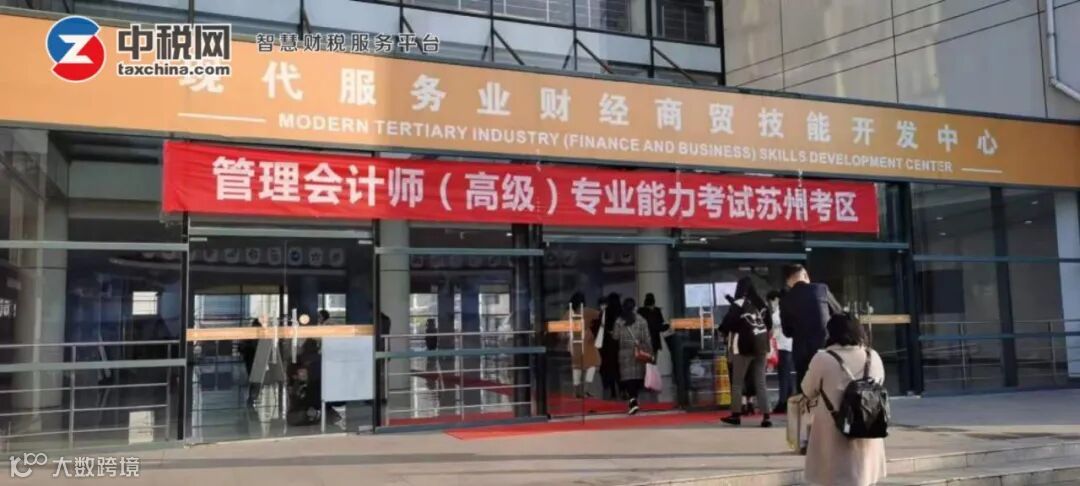 中税网 智慧财税服务平台
taxchina.com
现代服务业财经商贸技能开发中心
MODERN TERTIARY INDUSTRY (FINANCE AND BUSINESS) SKILLS DEVELOPMENT CENTER
管理会计师（高级）专业能力考试苏州考区
大数跨境